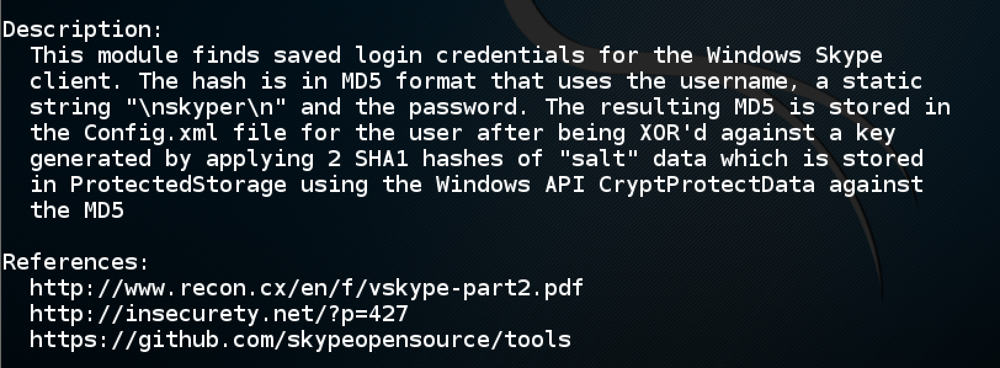 Description:
  This module finds saved login credentials for the Windows Skype
  client. The hash is in MD5 format that uses the username, a static
  string "\nskyper\n" and the password. The resulting MD5 is stored in
  the Config.xml file for the user after being XOR'd against a key
  generated by applying 2 SHA1 hashes of "salt" data which is stored
  in ProtectedStorage using the Windows API CryptProtectData against
  the MD5

References:
  http://www.recon.cx/en/f/vskype-part2.pdf
  http://insecurety.net/?p=427
  https://github.com/skypeopensource/tools